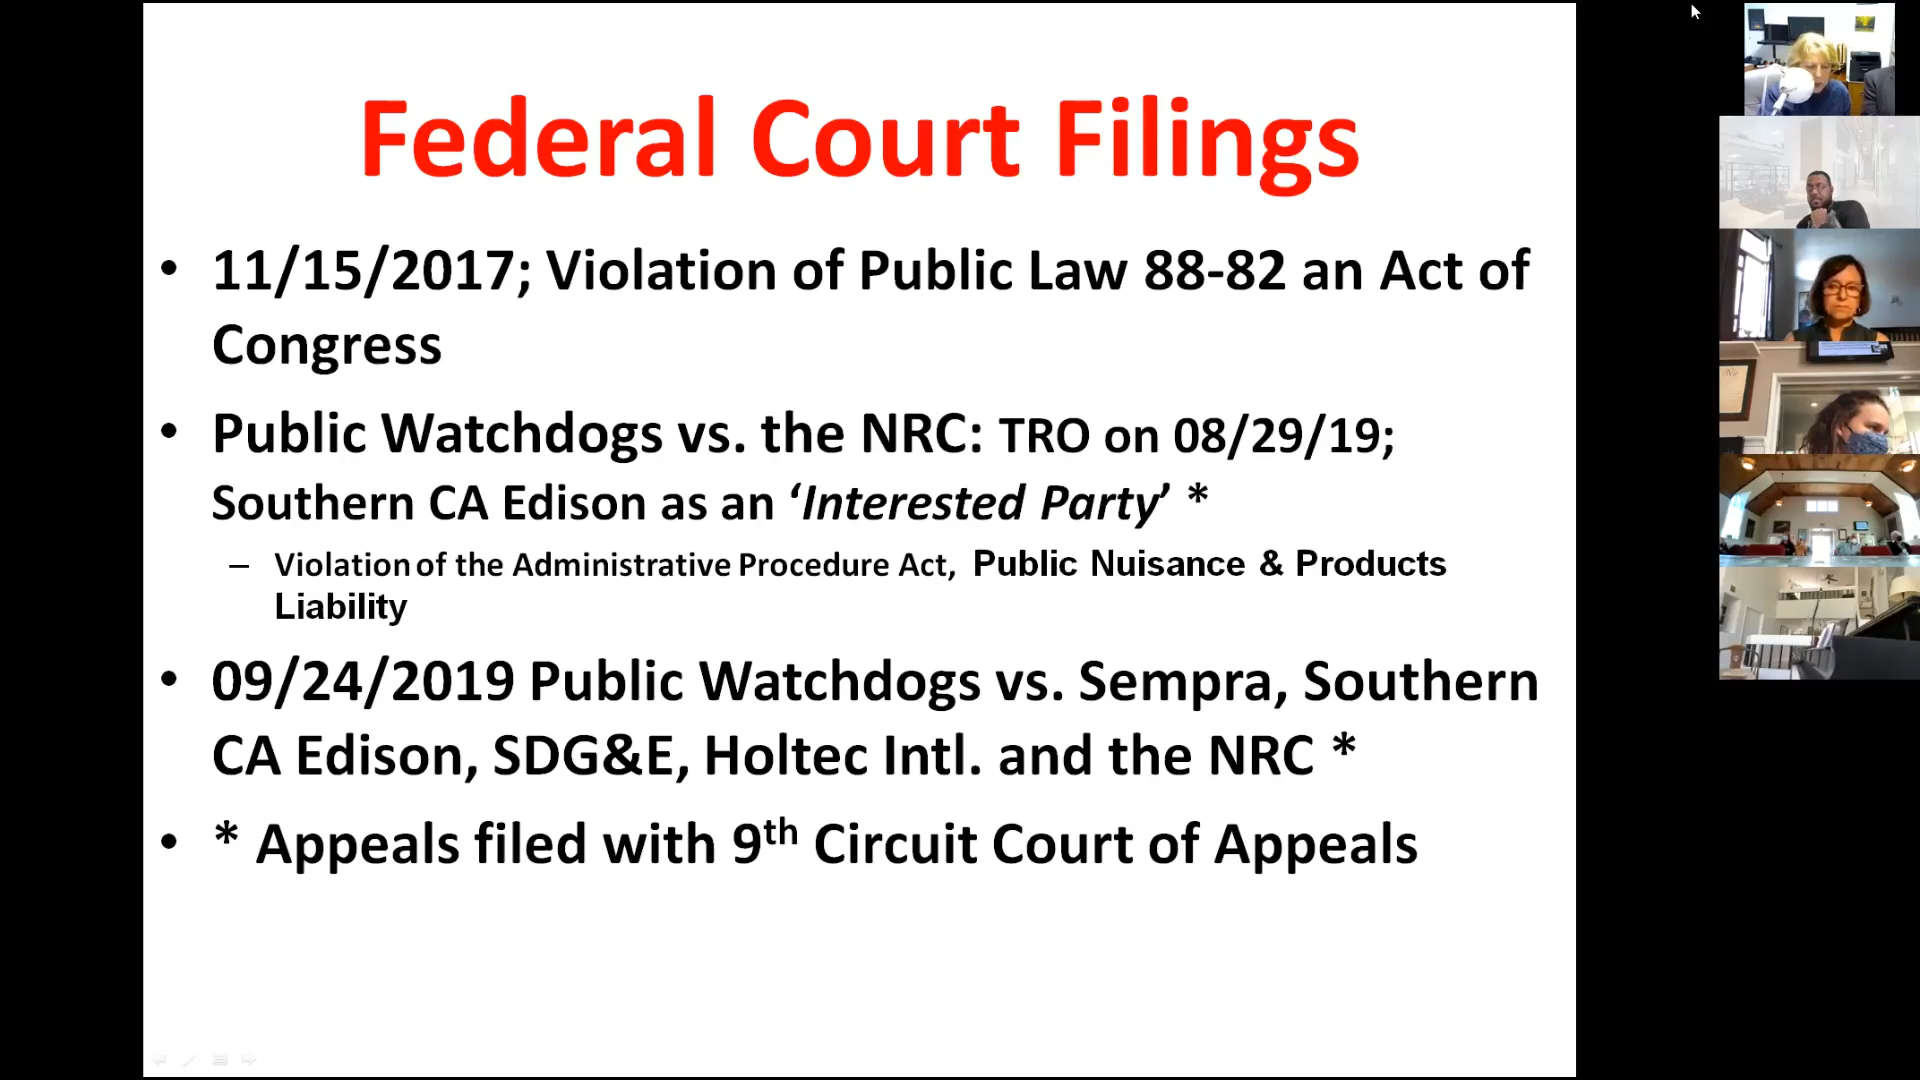 Federal Court Filings
• 11/15/2017; Violation of Public Law 88-82 an Act of
Congress
• Public Watchdogs vs. the NRC: TRO on 08/29/19;
Southern CA Edison as an ‘Interested Party’ *
– Violation of the Administrative Procedure Act, Public Nuisance & Products
Liability
• 09/24/2019 Public Watchdogs vs. Sempra, Southern
CA Edison, SDG&E, Holtec Intl. and the NRC *
• * Appeals filed with 9th Circuit Court of Appeals